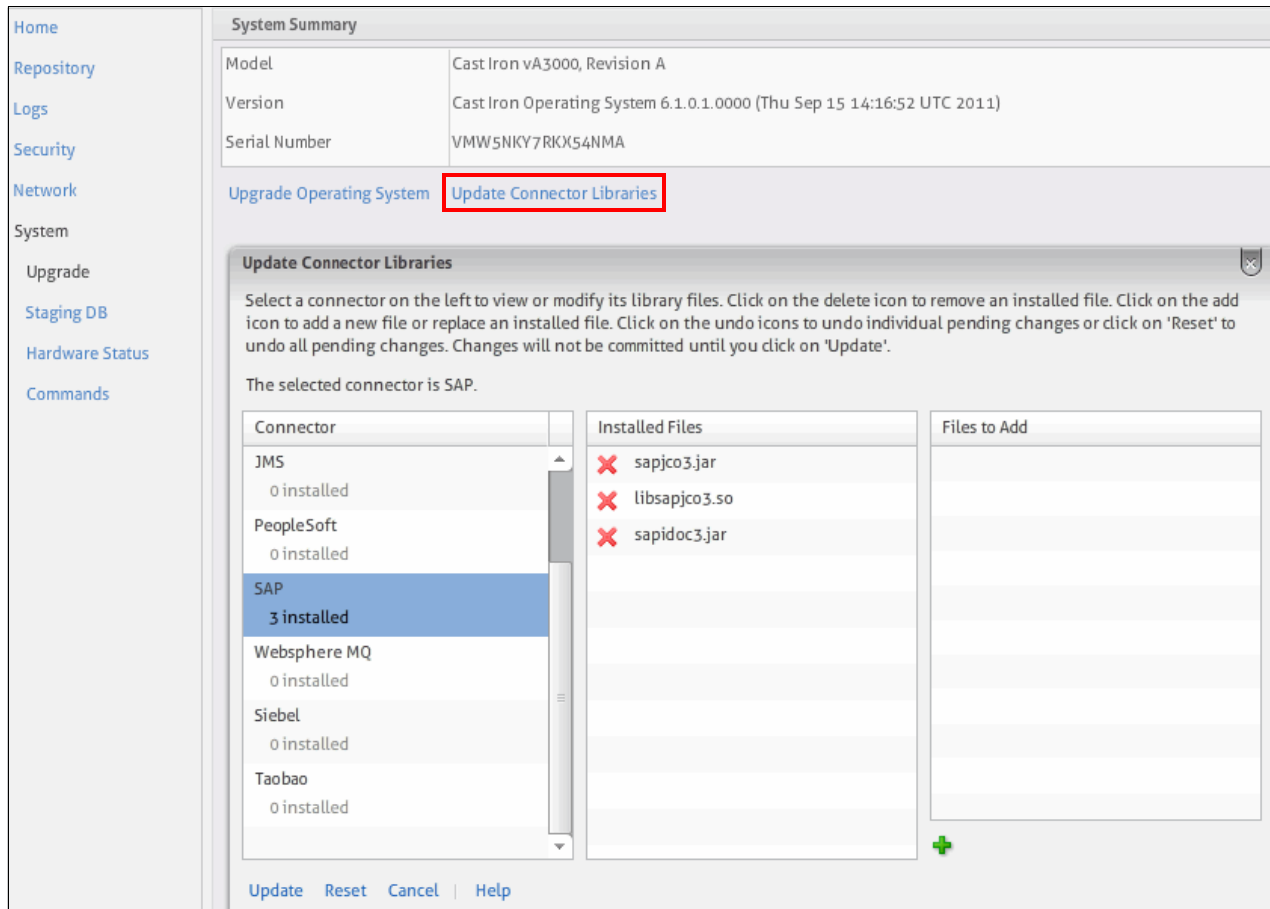 Home
Repository
Logs
Security
Network
System
Upgrade
Staging DB
Hardware Status
Commands
System Summary
Model Cast Iron vA3000, Revision A
Version Cast Iron Operating System 6.1.0.1.0000 (Thu Sep 15 14:16:52 UTC 2011)
Serial Number VMW5NKY7RKX54NMA
Upgrade Operating System Update Connector Libraries
Update Connector Libraries
Select a connector on the left to view or modify its library files. Click on the delete icon to remove an installed file. Click on the add
icon to add a new file or replace an installed file. Click on the undo icons to undo individual pending changes or click on 'Reset' to
undo all pending changes. Changes will not be committed until you click on 'Update'.
The selected connector is SAP.
Connector
JMS
0 installed
PeopleSoft
0 installed
SAP
3 installed
Websphere MQ
0 installed
Siebel
0 installed
Taobao
0 installed
Installed Files
sapjco3.jar
libsapjco3.so
sapidoc3.jar
Files to Add
Update Reset Cancel | Help